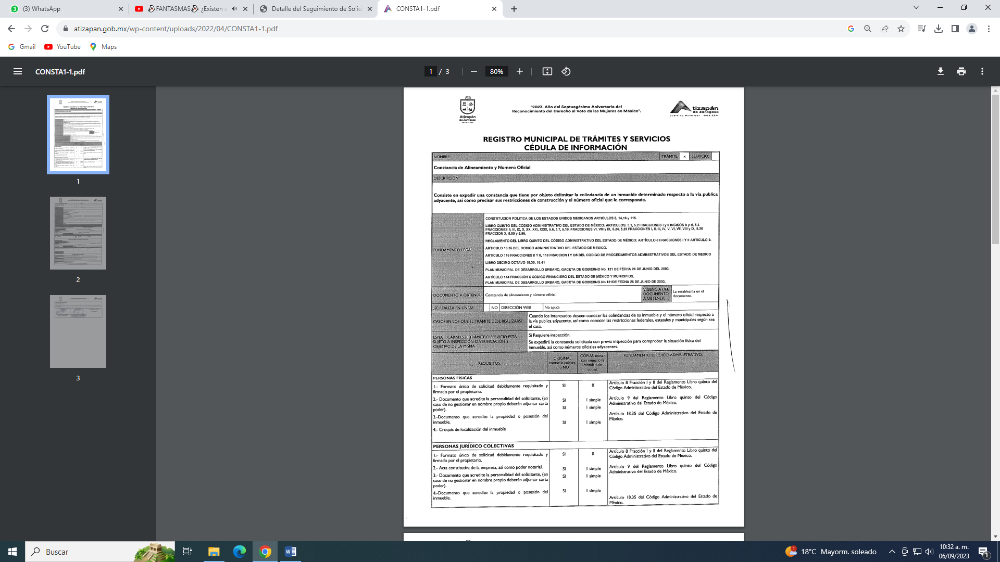 (3) WhatsApp
FANTASMAS ¿Existen s
Detalle del Seguimiento de Solici
CONSTA1-1.pdf
atizapan.gob.mx/wp-content/uploads/2022/04/CONSTA1-1.pdf
Gmail
YouTube
Maps
CONSTA1-1.pdf
1 / 3
80%
1
2
3
Atizapán
de Zaragoza
2022-2024
"2023. Año del Septuagésimo Aniversario del
Reconocimiento del Derecho al Voto de las Mujeres en México".
Atizapán
de Zaragoza
Gobierno Municipal 2022-2024
REGISTRO MUNICIPAL DE TRÁMITES Y SERVICIOS
CÉDULA DE INFORMACIÓN
NOMBRE: TRÁMITE: x SERVICIO:
Constancia de Alineamiento y Numero Oficial
DESCRIPCIÓN:
Consiste en expedir una constancia que tiene por objeto delimitar la colindancia de un inmueble determinado respecto a la vía publica
adyacente, así como precisar sus restricciones de construcción y el número oficial que le corresponde.
FUNDAMENTO LEGAL:
CONSTITUCION POLITICA DE LOS ESTADOS UNIDOS MEXICANOS ARTICULOS 8, 14,16 y 115.
LIBRO QUINTO DEL CÓDIGO ADMINISTRATIVO DEL ESTADO DE MÉXICO: ARTICULOS: 5.1, 5.2 FRACCIONES I y II INCISOS b y d, 5.3
FRACCIONES II, III, IX, X, XX, XXI, XXIX, 5.6, 5.7, 5.10, FRACCIONES VI, VIII y IX, 5.24, 5.25 FRACCIONES I, II, III, IV, V, VI, VII, VIII y IX, 5.26
FRACCION X, 5.55 y 5.56.
REGLAMENTO DEL LIBRO QUINTO DEL CÓDIGO ADMINISTRATIVO DEL ESTADO DE MÉXICO: ARTÍCULO 8 FRACCIONES I Y II ARTICULO 9.
ARTICULO 18.35 DEL CODIGO ADMINISTRATIVO DEL ESTADO DE MEXICO.
ARTICULO 116 FRACCIONES II Y II, 118 FRACCION I Y I35 DEL CODIGO DE PROCEDIMIENTOS ADMINISTRATIVOS DEL ESTADO DE MEXICO
LIBRO DECIMO OCTAVO 18.35, 18.41
PLAN MUNICIPAL DE DESARROLLO URBANO, GACETA DE GOBIERNO No. 121 DE FECHA 26 DE JUNIO DEL 2003.
ARTÍCULO 144 FRACCIÓN X CODIGO FINANCIERO DEL ESTADO DE MÉXICO Y MUNICIPIOS.
PLAN MUNICIPAL DE DESARROLLO URBANO, GACETA DE GOBIERNO No 121DE FECHA 26 DE JUNIO DE 2003.
DOCUMENTO A OBTENER: Constancia de alineamiento y número oficial.
VIGENCIA DEL
DOCUMENTO
A OBTENER:
La establecida en el
documento.
¿SE REALIZA EN LÍNEA?: NO DIRECCIÓN WEB No aplica
CASOS EN LOS QUE EL TRÁMITE DEBE REALIZARSE:
Cuando los interesados deseen conocer las colindancias de su inmueble y el número oficial respecto a
la vía publica adyacente, así como conocer las restricciones federales, estatales y municipales según sea
el caso.
ESPECIFICAR SI ESTE TRÁMITE O SERVICIO ESTÁ
SUJETO A INSPECCIÓN O VERIFICACIÓN Y
OBJETIVO DE LA MISMA
Si Requiere inspección.
Se expedirá la constancia solicitada con previa inspección para comprobar la situación física del
inmueble, así como números oficiales adyacentes.
REQUISITOS:
ORIGINAL
anotar la palabra
SI o NO
COPIAS anotar
con número la
cantidad de
copias
FUNDAMENTO JURÍDICO-ADMINISTRATIVO.
PERSONAS FÍSICAS
1.- Formato único de solicitud debidamente requisitado y
firmado por el propietario.
2.- Documento que acredite la personalidad del solicitante, (en
caso de no gestionar en nombre propio deberán adjuntar carta
poder).
3.-Documento que acredite la propiedad o posesión del
inmueble.
4.- Croquis de localización del inmueble
SI 0
SI 1 simple
SI 1 simple
SI 1 simple
Artículo 8 Fracción I y II del Reglamento Libro quinto del
Código Administrativo del Estado de México.
Artículo 9 del Reglamento Libro quinto del Código
Administrativo del Estado de México.
Artículo 18.35 del Código Administrativo del Estado de
México.
PERSONAS JURÍDICO COLECTIVAS
1.- Formato único de solicitud debidamente requisitado y
firmado por el propietario.
2.- Acta constitutiva de la empresa, así como poder notarial.
3.- Documento que acredite la personalidad del solicitante, (en
caso de no gestionar en nombre propio deberán adjuntar carta
poder).
4.-Documento que acredite la propiedad o posesión del
inmueble.
SI 0
SI 1 simple
SI 1 simple
SI 1 simple
Artículo 8 Fracción I y II del Reglamento Libro quinto del
Código Administrativo del Estado de México.
Artículo 9 del Reglamento Libro quinto del Código
Administrativo del Estado de México.
Artículo 18.35 del Código Administrativo del Estado de
México.
Buscar
18°C Mayorm. soleado
10:32 a. m.
06/09/2023